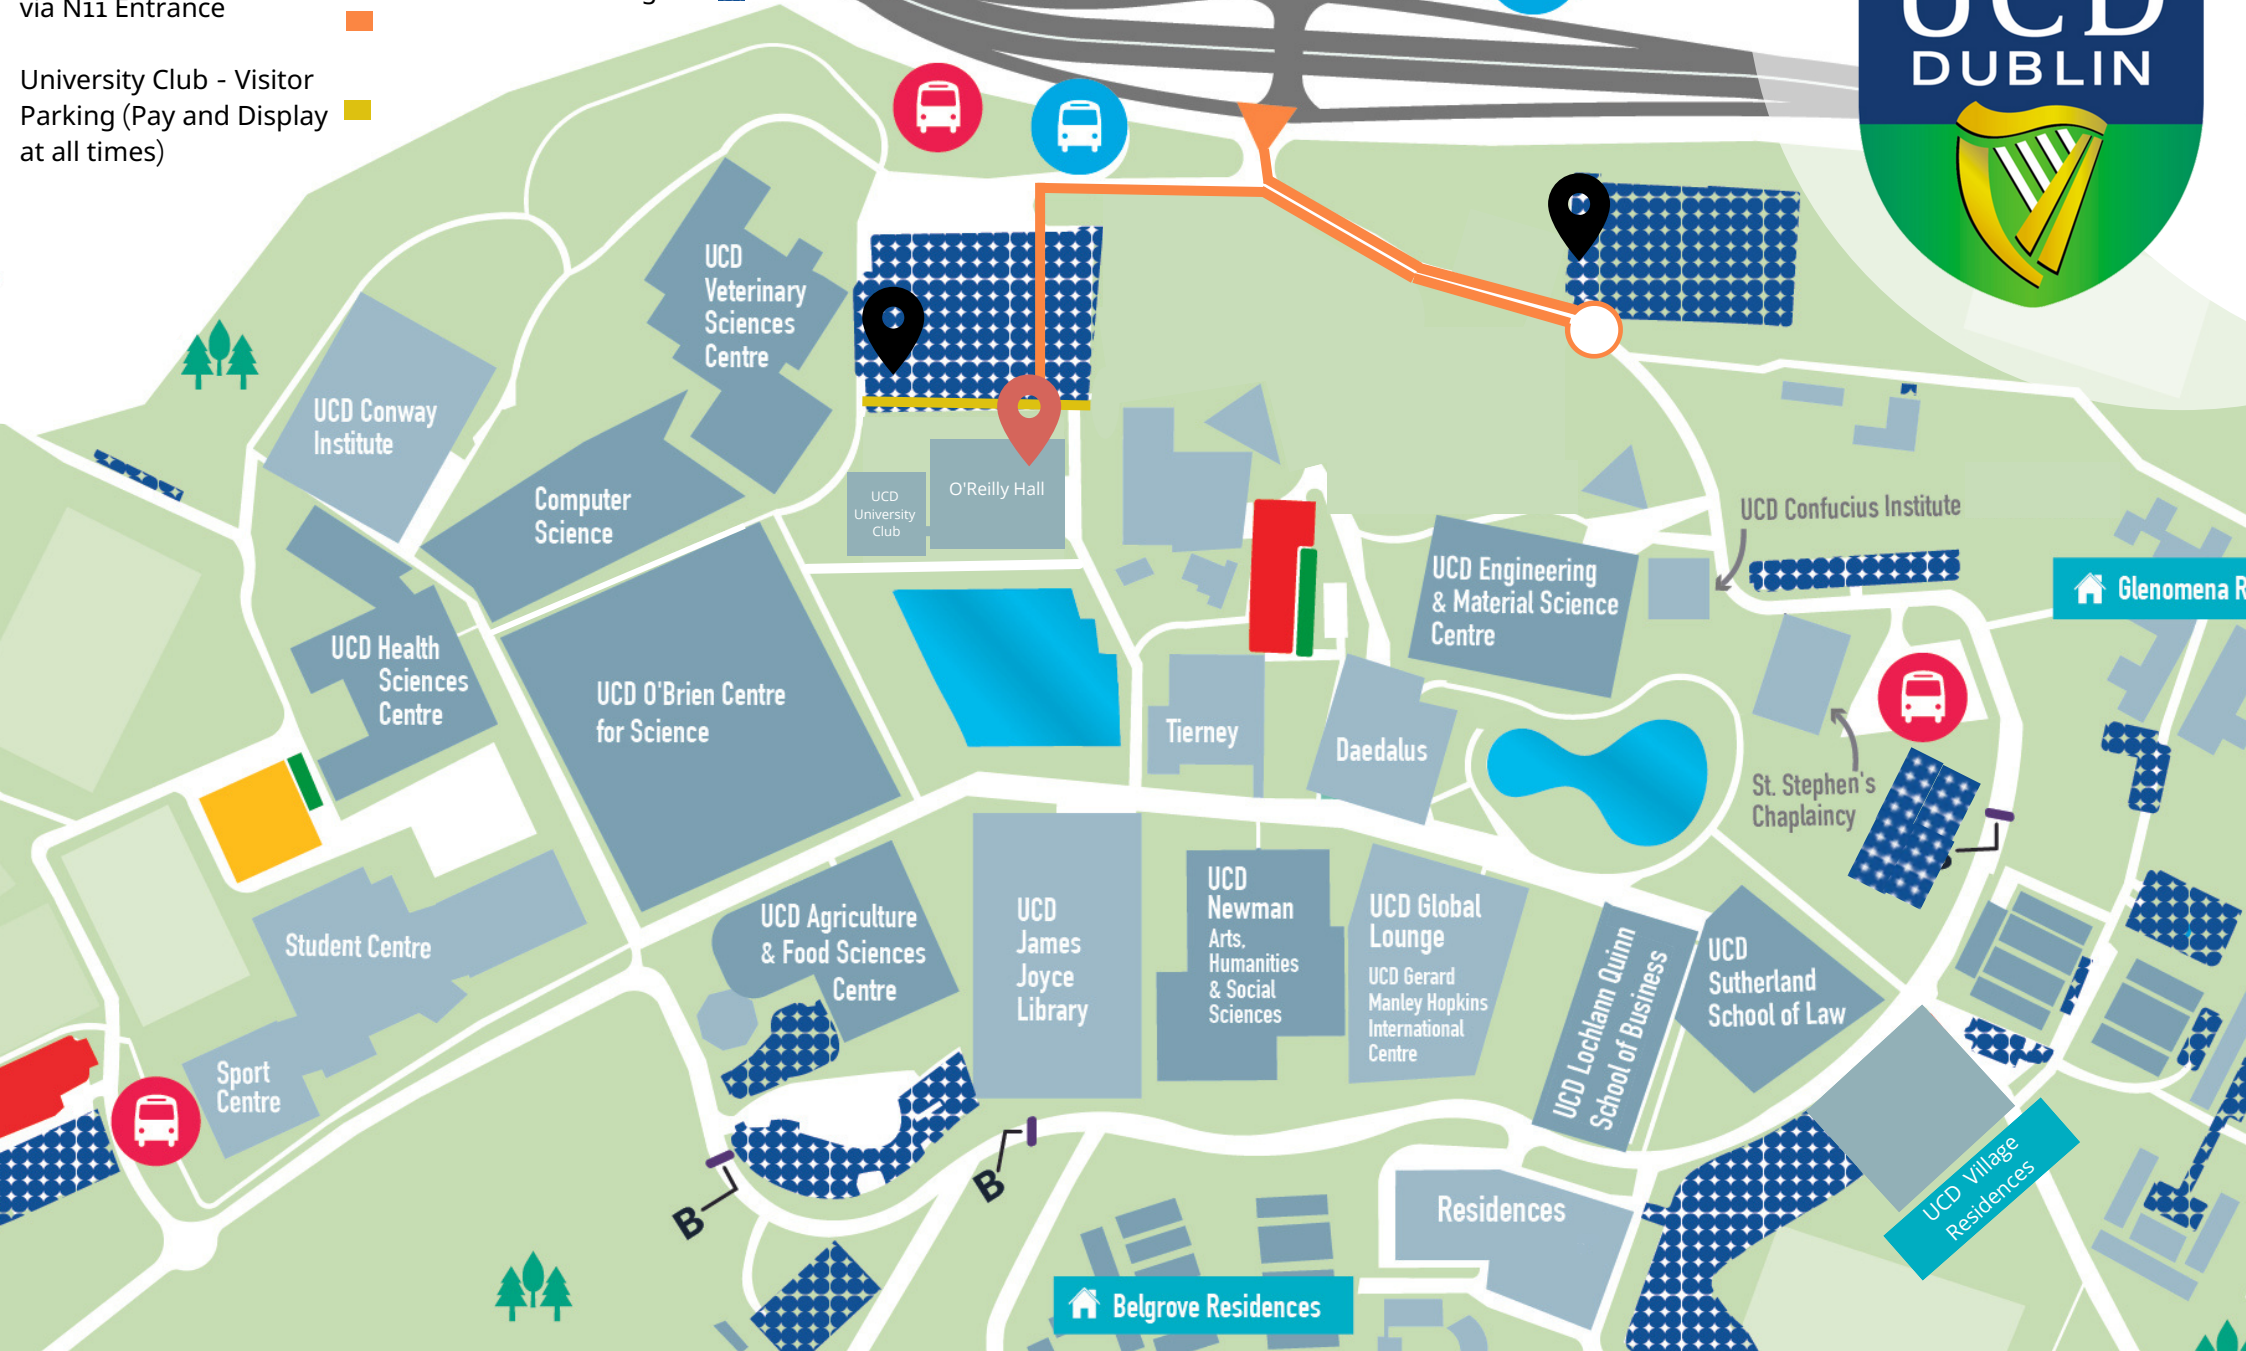 via N11 Entrance
University Club - Visitor
Parking (Pay and Display
at all times)
UCD
DUBLIN
UCD
Veterinary
Sciences
Centre
UCD Conway
Institute
Computer
Science
UCD
University
Club
O'Reilly Hall
UCD Confucius Institute
UCD Engineering
& Material Science
Centre
Glenomena R
UCD Health
Sciences
Centre
UCD O'Brien Centre
for Science
Tierney
Daedalus
St. Stephen's
Chaplaincy
Student Centre
UCD Agriculture
& Food Sciences
Centre
UCD
James
Joyce
Library
UCD
Newman
Arts,
Humanities
& Social
Sciences
UCD Global
Lounge
UCD Gerard
Manley Hopkins
International
Centre
UCD Lochlann Quinn
School of Business
UCD
Sutherland
School of Law
Sport
Centre
B
B
Residences
UCD Village
Residences
Belgrove Residences